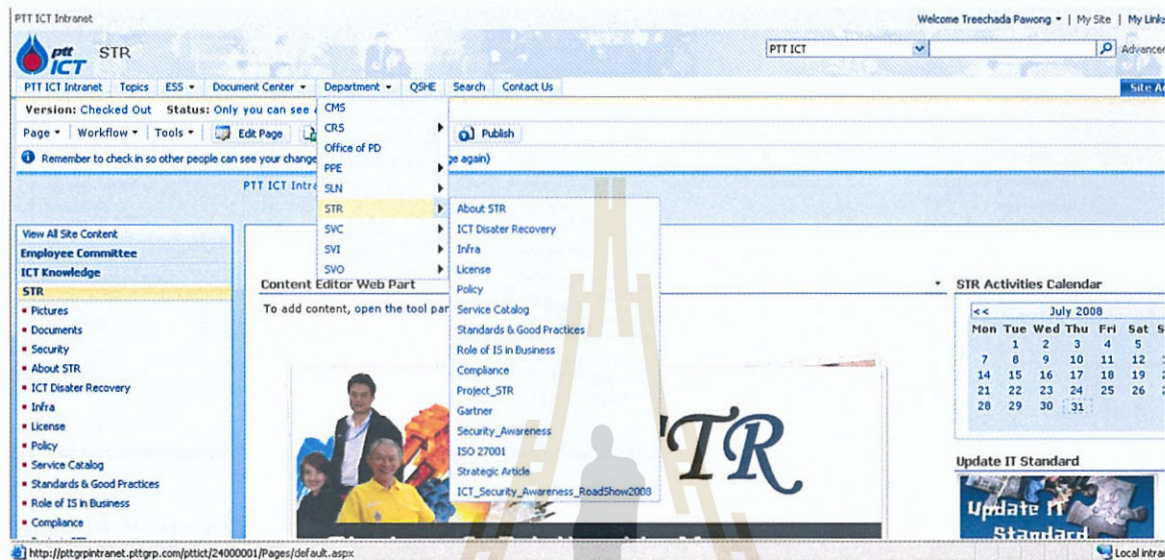 PTT ICT Intranet
Welcome Treechada Pawong | My Site | My Links
ptt ICT
STR
PTT ICT
Advanced
PTT ICT Intranet Topics ESS Document Center Department QSHE Search Contact Us
Site Ac
Version: Checked Out Status: Only you can see
Page Workflow Tools Edit Page Publish
Remember to check in so other people can see your change
ge again)
PTT ICT Intra
CMS
CRS
Office of PD
PPE
SLN
STR
SVC
SVI
SVO
About STR
ICT Disater Recovery
Infra
License
Policy
Service Catalog
Standards & Good Practices
Role of IS in Business
Compliance
Project_STR
Gartner
Security_Awareness
ISO 27001
Strategic Article
ICT_Security_Awareness_RoadShow2008
View All Site Content
Employee Committee
ICT Knowledge
STR
Pictures
Documents
Security
About STR
ICT Disater Recovery
Infra
License
Policy
Service Catalog
Standards & Good Practices
Role of IS in Business
Compliance
Content Editor Web Part
To add content, open the tool par
TR
STR Activities Calendar
<< July 2008
Mon Tue Wed Thu Fri Sat S
1 2 3 4 5
7 8 9 10 11 12
14 15 16 17 18 19
21 22 23 24 25 26
28 29 30 31
Update IT Standard
Update IT
Standard
http://pttgrpintranet.pttgrp.com/pttict/24000001/Pages/default.aspx
Local intra